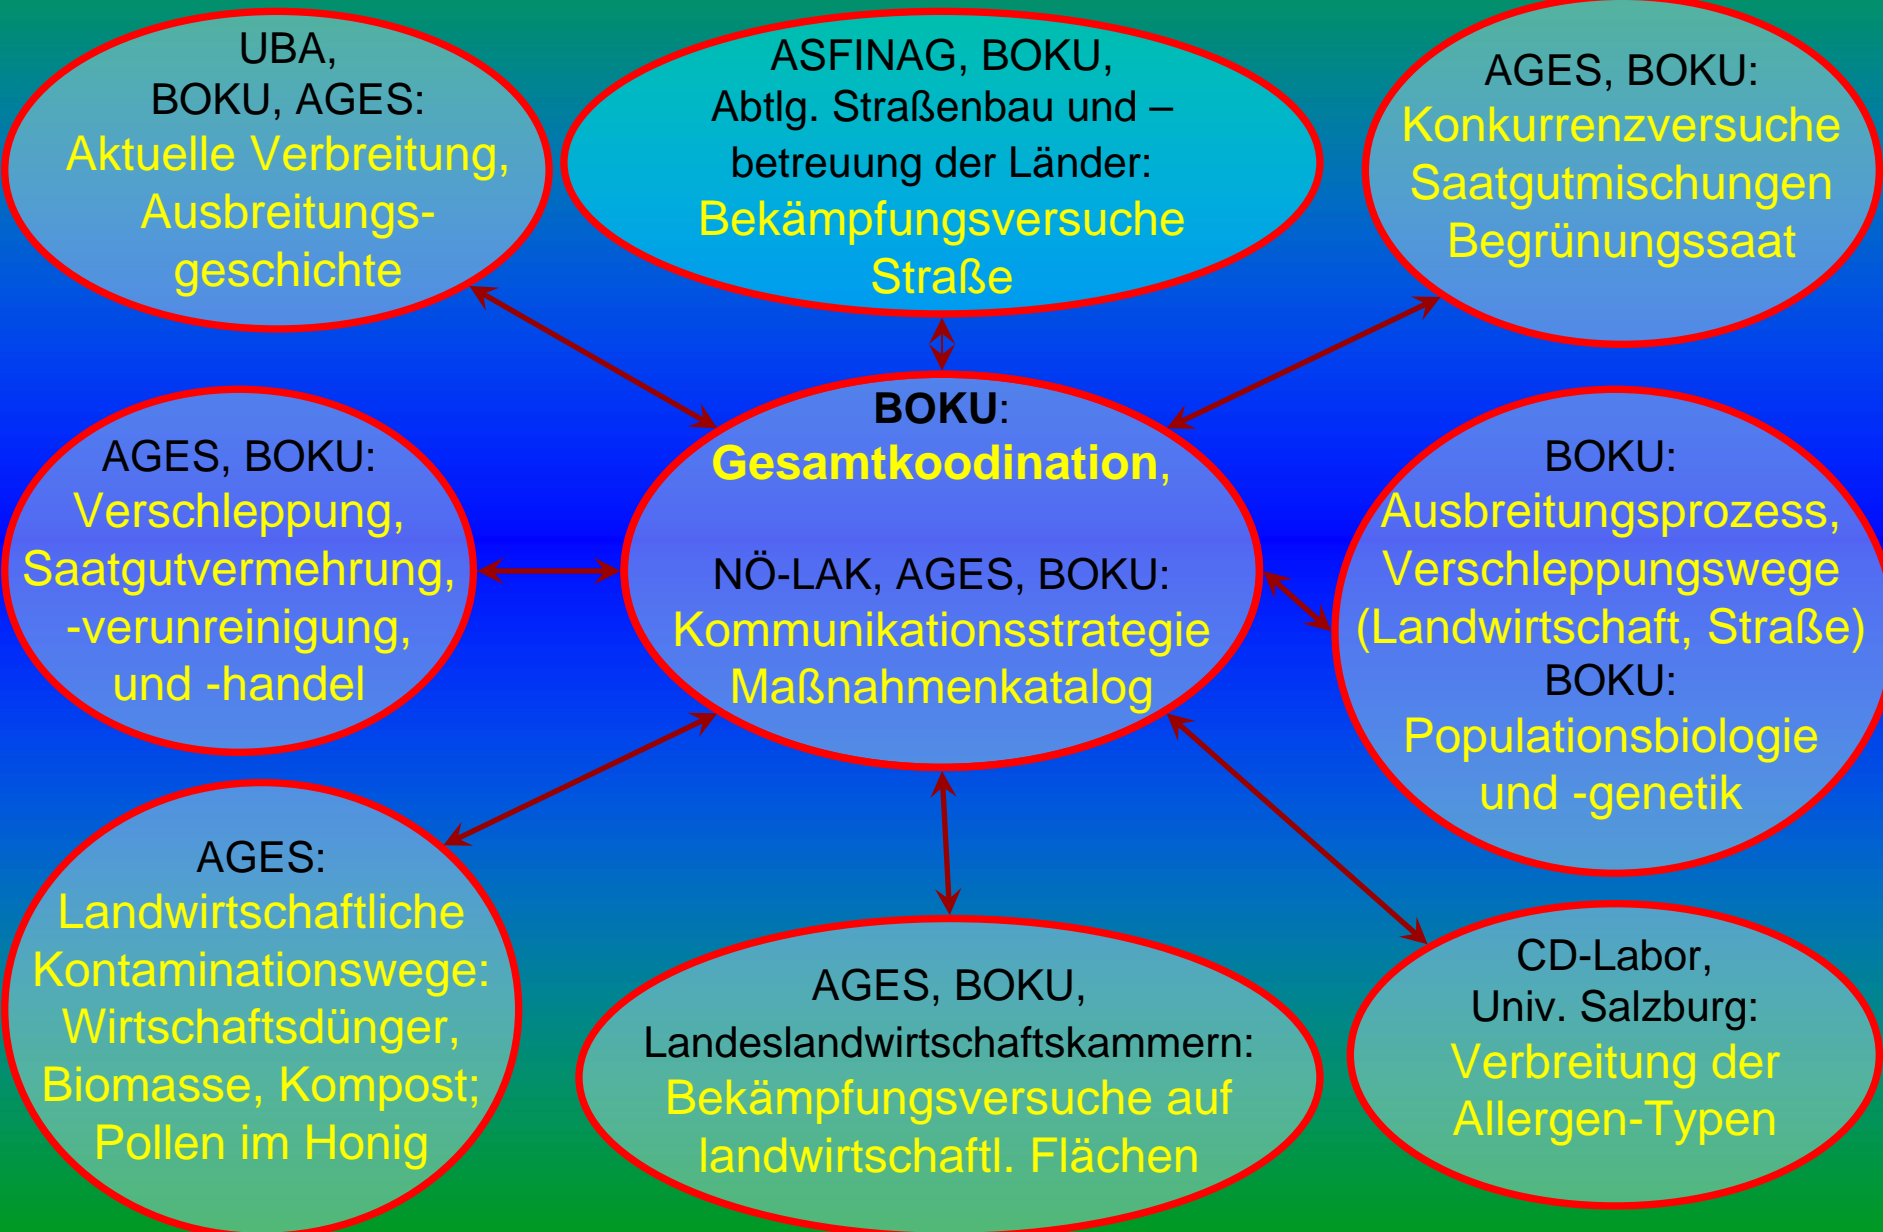 UBA,
BOKU, AGES:
Aktuelle Verbreitung,
Ausbreitungs-
geschichte
ASFINAG, BOKU,
Abtlg. Straßenbau und –
betreuung der Länder:
Bekämpfungsversuche
Straße
AGES, BOKU:
Konkurrenzversuche
Saatgutmischungen
Begrünungssaat
AGES, BOKU:
Verschleppung,
Saatgutvermehrung,
-verunreinigung,
und -handel
BOKU:
Gesamtkoodination,
NÖ-LAK, AGES, BOKU:
Kommunikationsstrategie
Maßnahmenkatalog
BOKU:
Ausbreitungsprozess,
Verschleppungswege
(Landwirtschaft, Straße)
BOKU:
Populationsbiologie
und -genetik
AGES:
Landwirtschaftliche
Kontaminationswege:
Wirtschaftsdünger,
Biomasse, Kompost;
Pollen im Honig
AGES, BOKU,
Landeslandwirtschaftskammern:
Bekämpfungsversuche auf
landwirtschaftl. Flächen
CD-Labor,
Univ. Salzburg:
Verbreitung der
Allergen-Typen